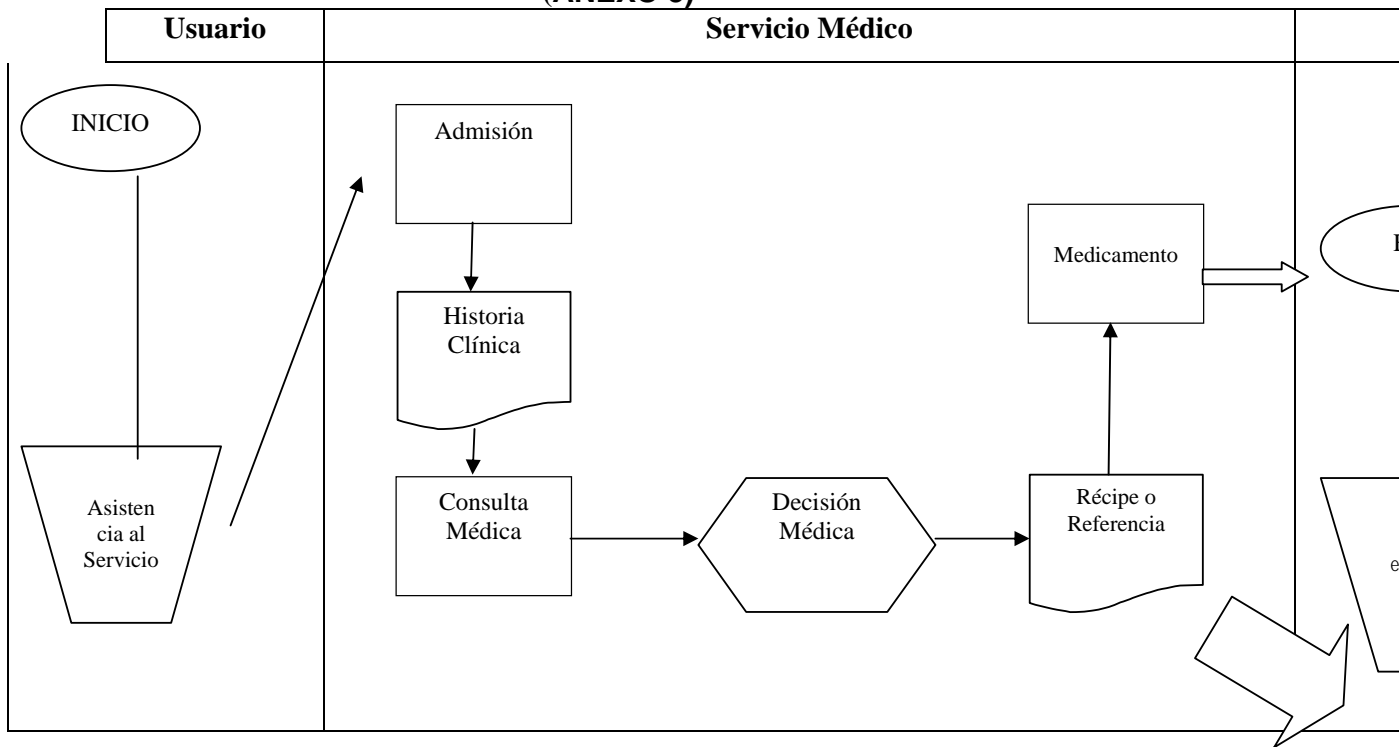 Usuario
Servicio Médico
INICIO
Admisión
Medicamento
Historia
Clínica
Asisten
cia al
Servicio
Consulta
Médica
Decisión
Médica
Récipe o
Referencia
e